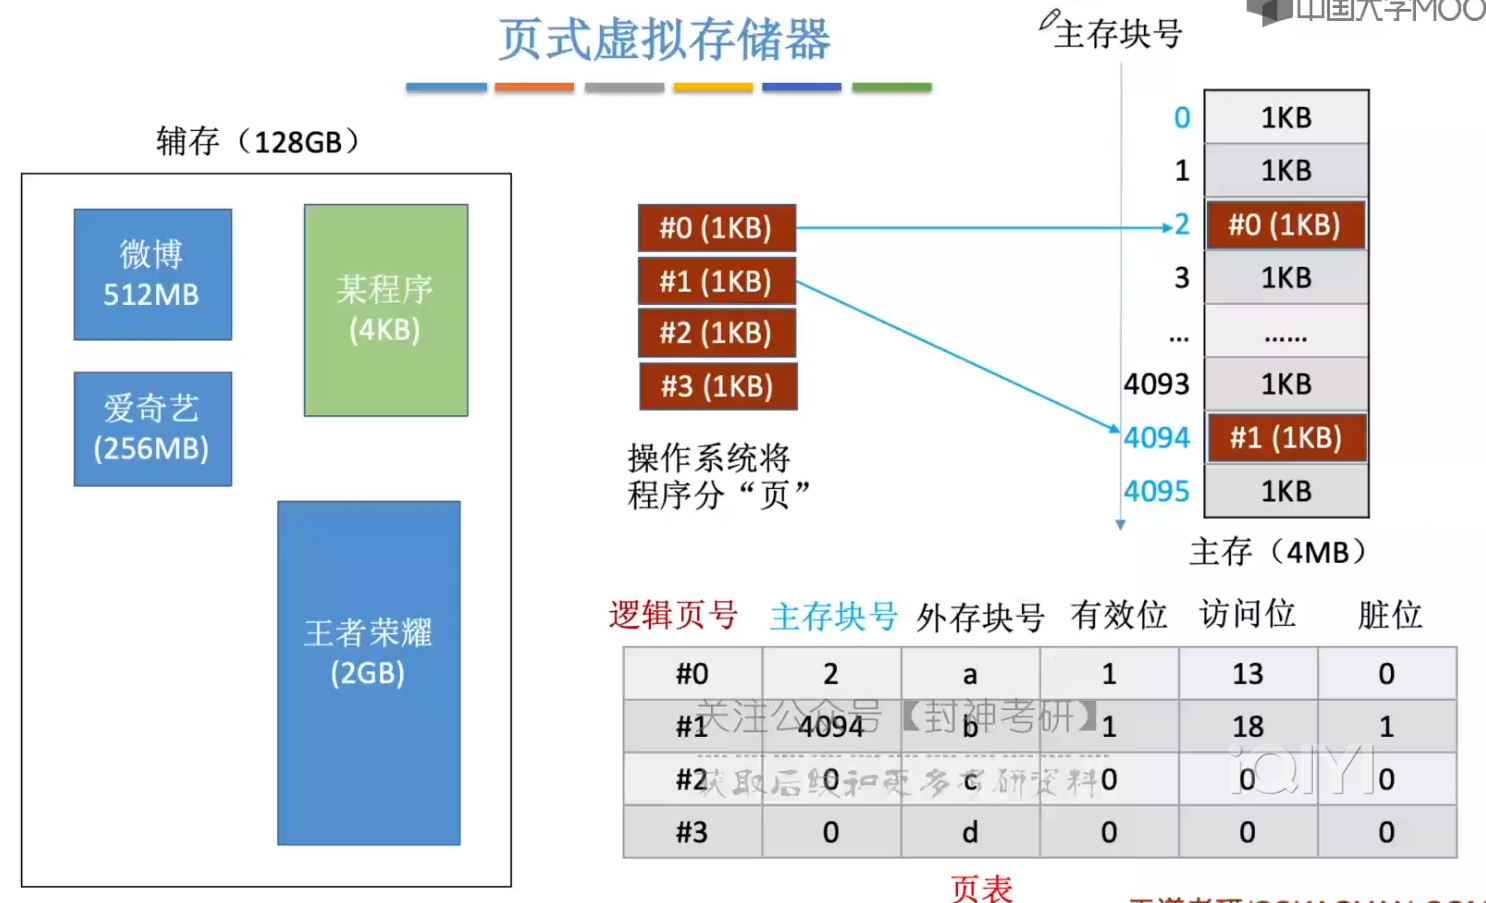 页式虚拟存储器
主存块号
中国大学MOO
辅存（128GB）
微博
512MB
某程序
(4KB)
爱奇艺
(256MB)
王者荣耀
(2GB)
#0 (1KB)
#1 (1KB)
#2 (1KB)
#3 (1KB)
操作系统将
程序分“页”
0 1KB
1 1KB
2 #0 (1KB)
3 1KB
... ......
4093 1KB
4094 #1 (1KB)
4095 1KB
主存（4MB）
逻辑页号 主存块号 外存块号 有效位 访问位 脏位
#0 2 a 1 13 0
#1 4094 b 1 18 1
#2 0 c 0 0 0
#3 0 d 0 0 0
关注公众号【封神考研】
获取后续和更多考研资料
iQIYI
页表